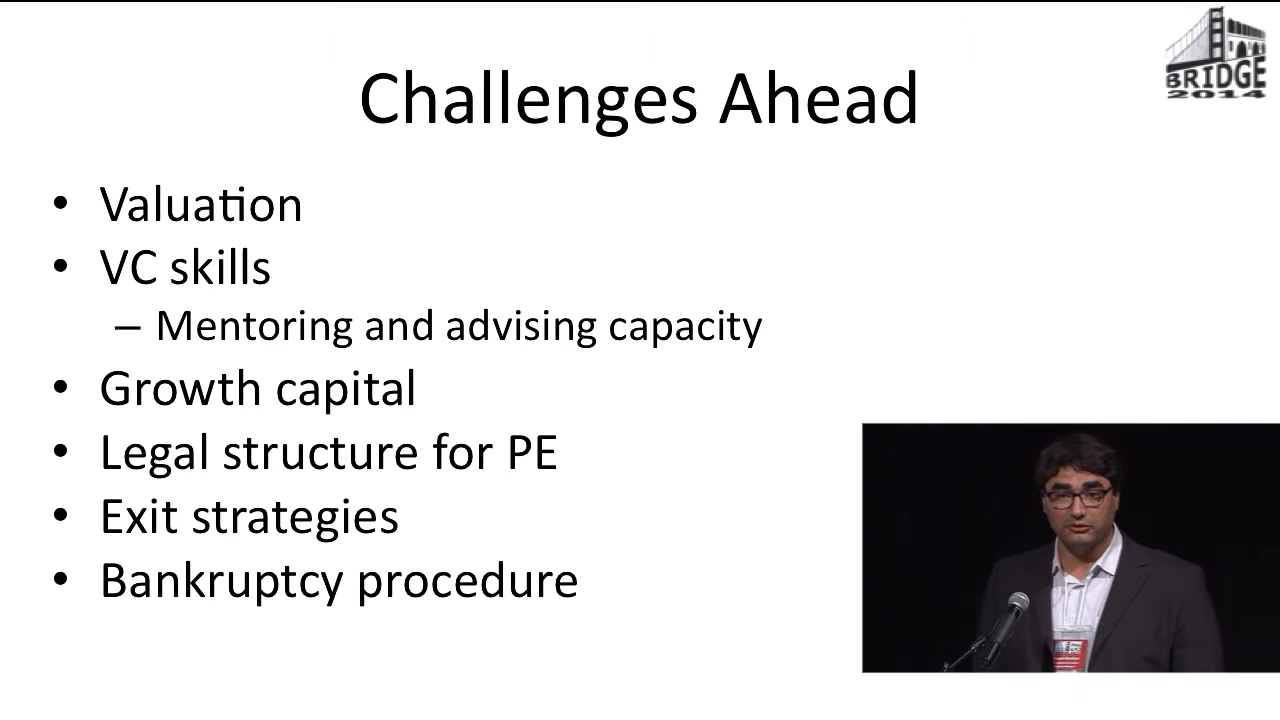 BRIDGE
2014
Challenges Ahead
• Valuation
• VC skills
– Mentoring and advising capacity
• Growth capital
• Legal structure for PE
• Exit strategies
• Bankruptcy procedure